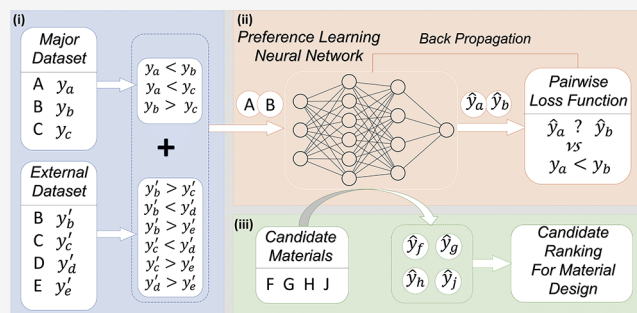 (i)
Major
Dataset
A y_a
B y_b
C y_c
External
Dataset
B y'_b
C y'_c
D y'_d
E y'_e
y_a < y_b
y_a < y_c
y_b > y_c
+
y'_b > y'_c
y'_b < y'_d
y'_b > y'_e
y'_c < y'_d
y'_c > y'_e
y'_d > y'_e
(ii)
Preference Learning
Neural Network
Back Propagation
A B
ŷ_a ŷ_b
Pairwise
Loss Function
ŷ_a ? ŷ_b
vs
y_a < y_b
(iii)
Candidate
Materials
F G H J
ŷ_f ŷ_g
ŷ_h ŷ_j
Candidate
Ranking
For Material
Design